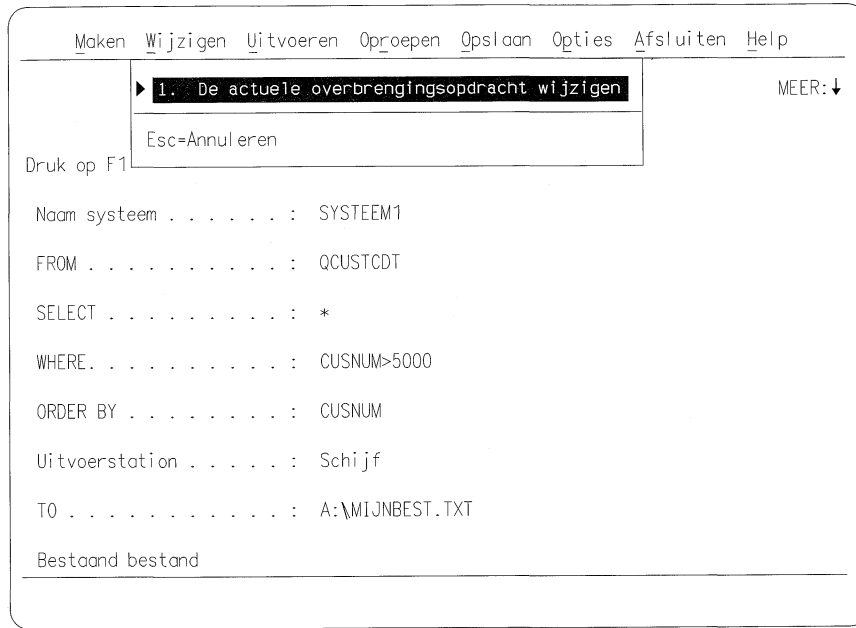 Maken Wijzigen Uitvoeren Oproepen Opslaan Opties Afsluiten Help
▶ 1. De actuele overbrengingsopdracht wijzigen
MEER:↓
Esc=Annuleren
Druk op F1
Naam systeem . . . . . . : SYSTEEM1
FROM . . . . . . . . . . : QCUSTCDT
SELECT . . . . . . . . . : *
WHERE. . . . . . . . . . : CUSNUM>5000
ORDER BY . . . . . . . . : CUSNUM
Uitvoerstation . . . . . : Schijf
TO . . . . . . . . . . . : A:\MIJNBEST.TXT
Bestaand bestand